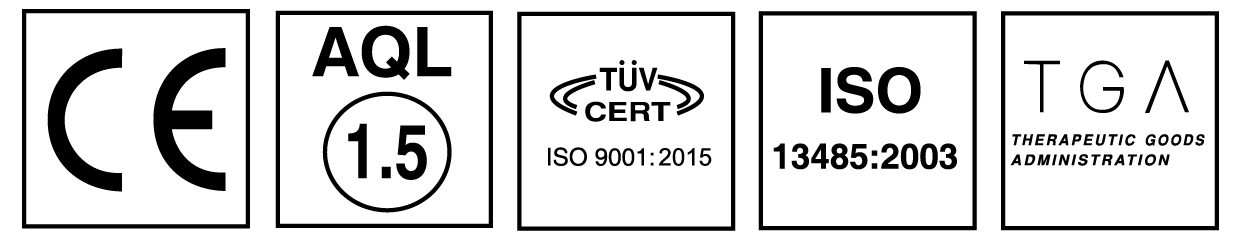 CE
AQL
1.5
TÜV
CERT
ISO 9001:2015
ISO
13485:2003
TGA
THERAPEUTIC GOODS
ADMINISTRATION